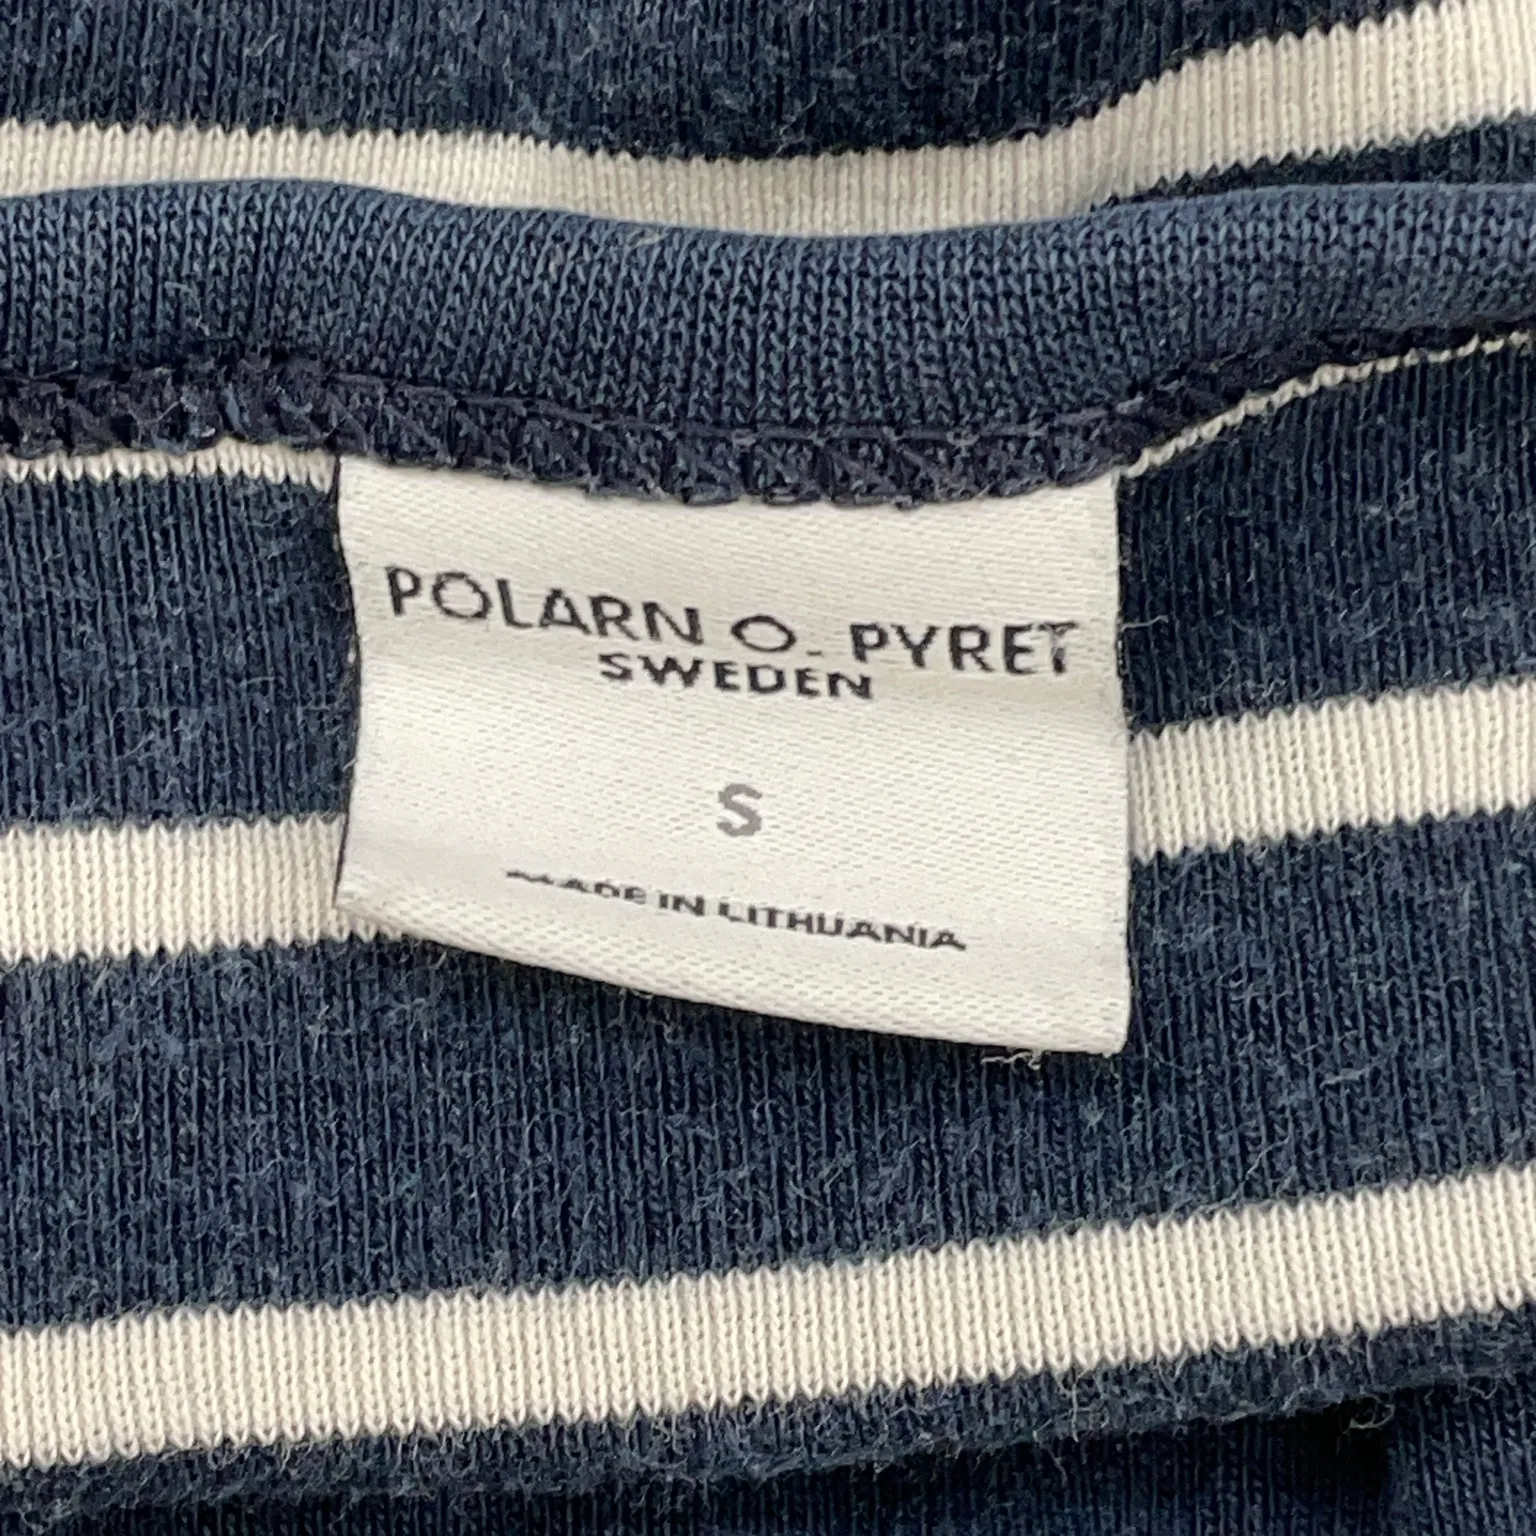 POLARN O. PYRET
SWEDEN
S
MADE IN LITHUANIA